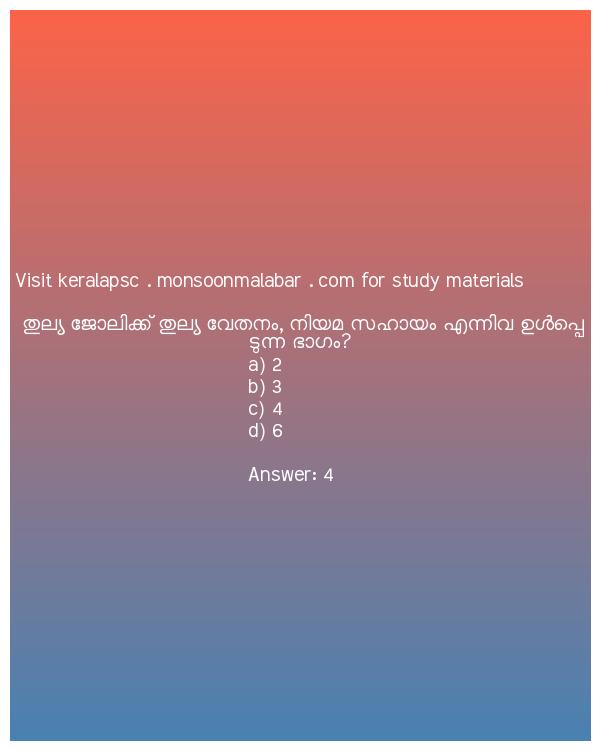 Visit keralapsc . monsoonmalabar . com for study materials
തുല്യ ജോലിക്ക് തുല്യ വേതനം, നിയമ സഹായം എന്നിവ ഉൾപ്പെ
ടുന്ന ഭാഗം?
a) 2
b) 3
c) 4
d) 6
Answer: 4